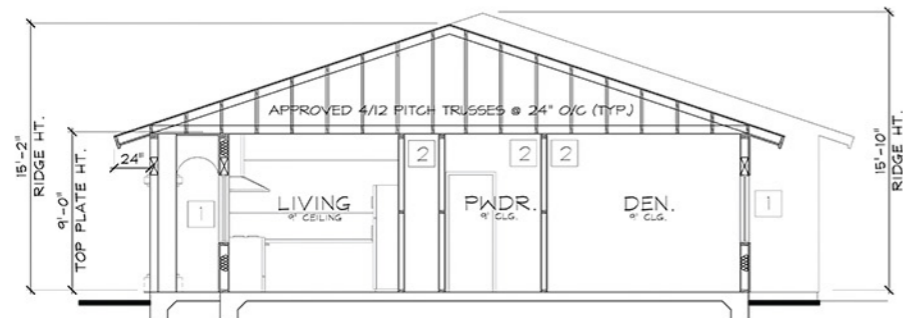 15'-2"
RIDGE HT.
9'-0"
TOP PLATE HT.
24"
APPROVED 4/12 PITCH TRUSSES @ 24" O/C (TYP.)
1
LIVING
9' CEILING
2
PWDR.
9' CLG.
2
2
DEN.
9' CLG.
1
15'-10"
RIDGE HT.